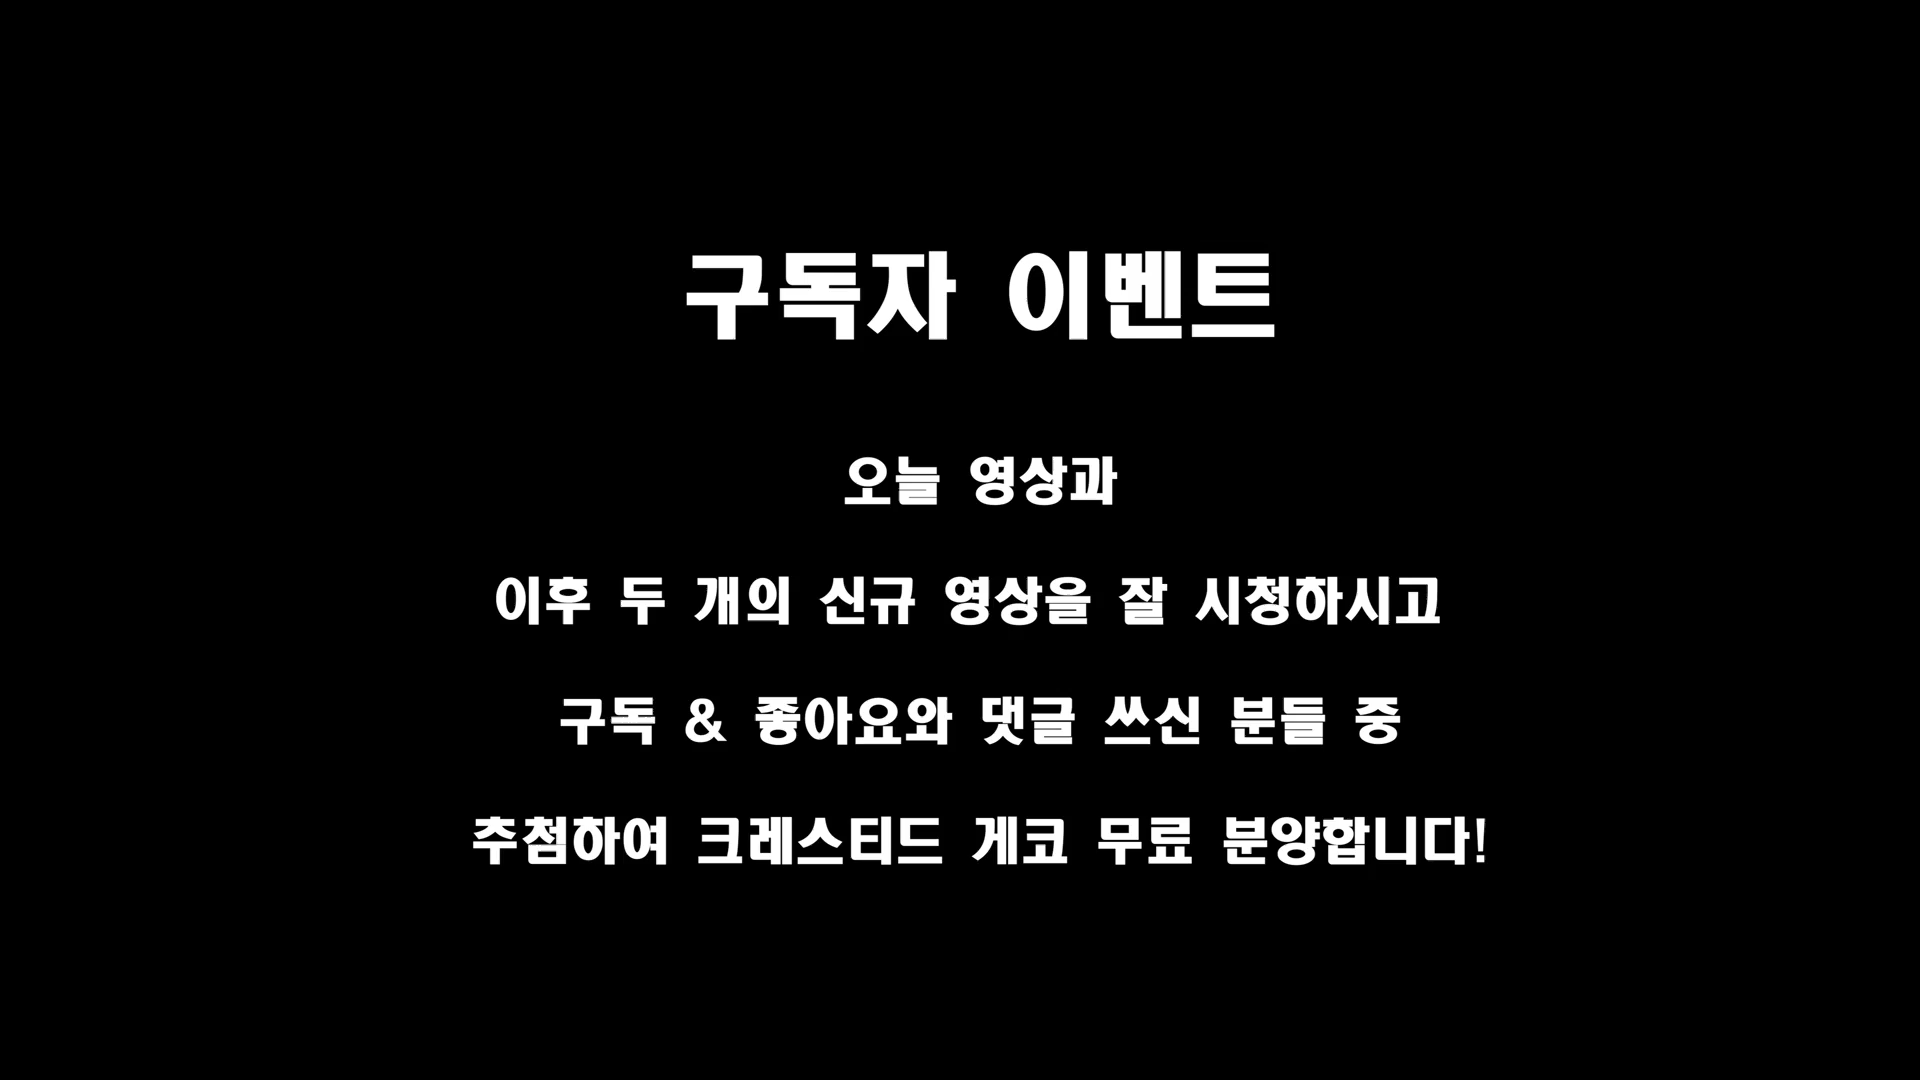 구독자 이벤트
오늘 영상과
이후 두 개의 신규 영상을 잘 시청하시고
구독 & 좋아요와 댓글 쓰신 분들 중
추첨하여 크레스티드 게코 무료 분양합니다!